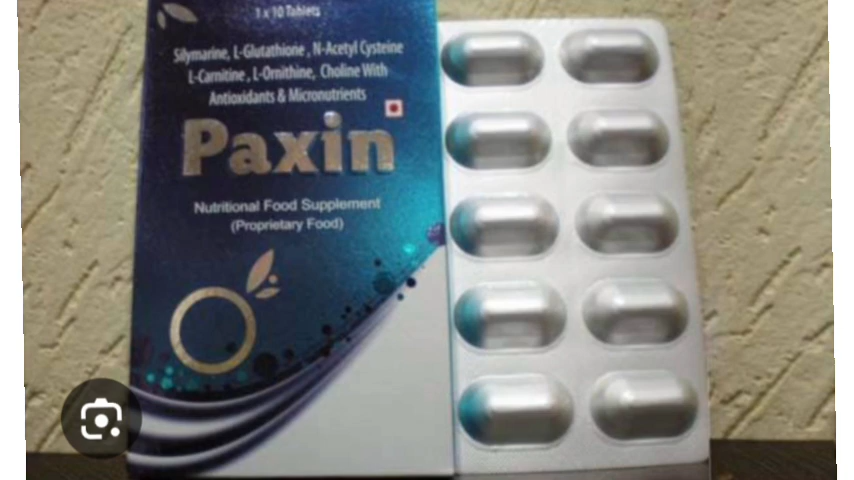 1 x 10 Tablets
Silymarine, L-Glutathione , N-Acetyl Cysteine
L-Carnitine , L-Ornithine, Choline With
Antioxidants & Micronutrients
Paxin
Nutritional Food Supplement
(Proprietary Food)